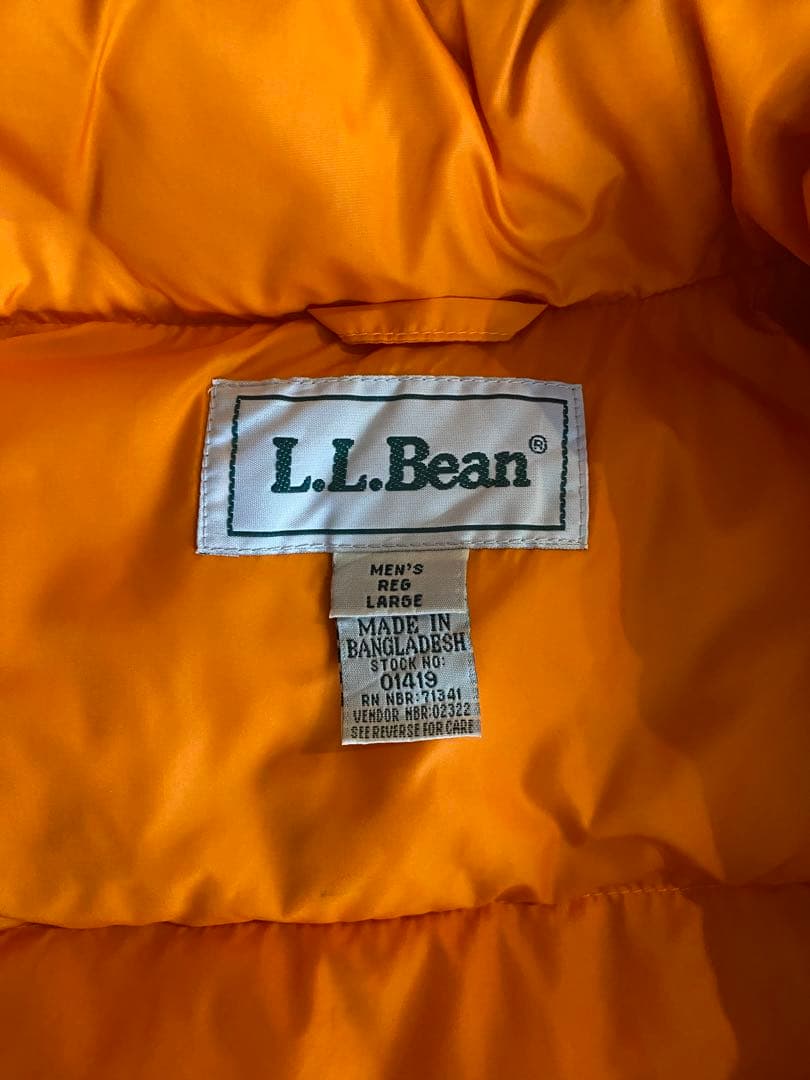 L.L.Bean®
MEN'S
REG
LARGE
MADE IN
BANGLADESH
STOCK NO:
01419
RN NBR:71341
VENDOR NBR:02322
SEE REVERSE FOR CARE